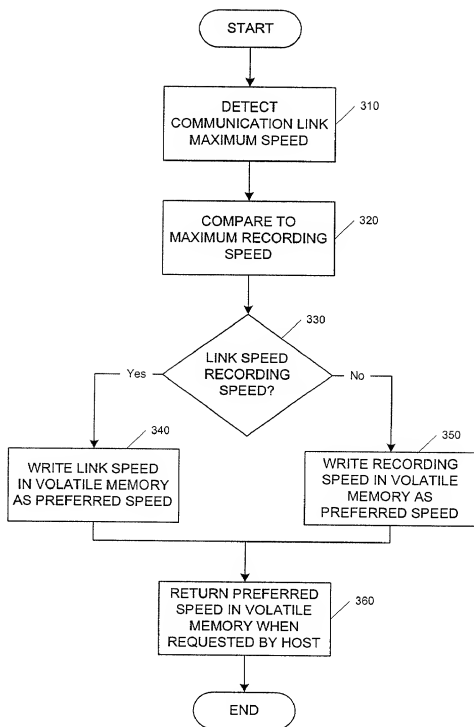 START
DETECT
COMMUNICATION LINK
MAXIMUM SPEED
310
COMPARE TO
MAXIMUM RECORDING
SPEED
320
330
LINK SPEED
RECORDING
SPEED?
Yes
No
340
WRITE LINK SPEED
IN VOLATILE MEMORY
AS PREFERRED SPEED
350
WRITE RECORDING
SPEED IN VOLATILE
MEMORY AS
PREFERRED SPEED
RETURN PREFERRED
SPEED IN VOLATILE
MEMORY WHEN
REQUESTED BY HOST
360
END